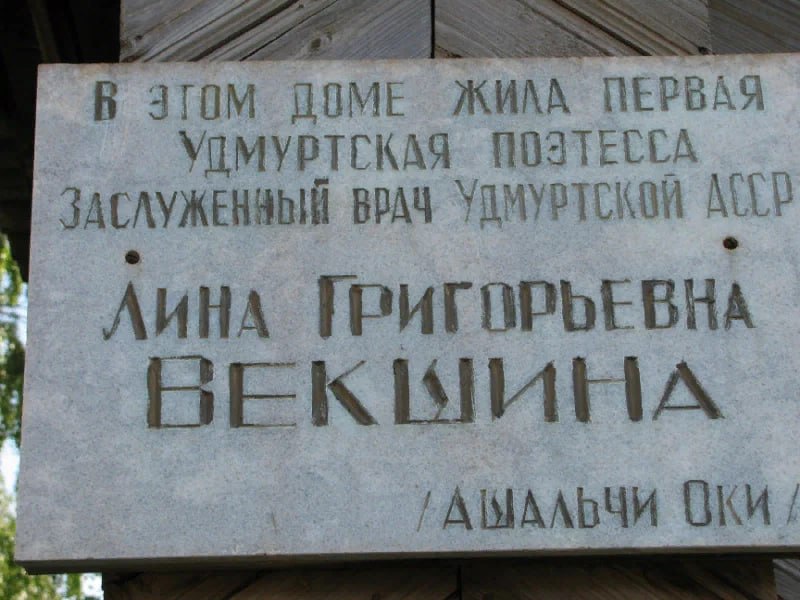 В ЭТОМ ДОМЕ ЖИЛА ПЕРВАЯ
УДМУРТСКАЯ ПОЭТЕССА
ЗАСЛУЖЕННЫЙ ВРАЧ УДМУРТСКОЙ АССР
ЛИНА ГРИГОРЬЕВНА
ВЕКШИНА
/АШАЛЬЧИ ОКИ/